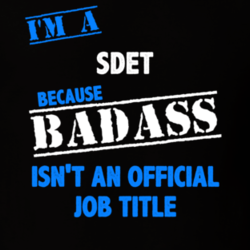 I'M A
SDET
BECAUSE
BADASS
ISN'T AN OFFICIAL
JOB TITLE